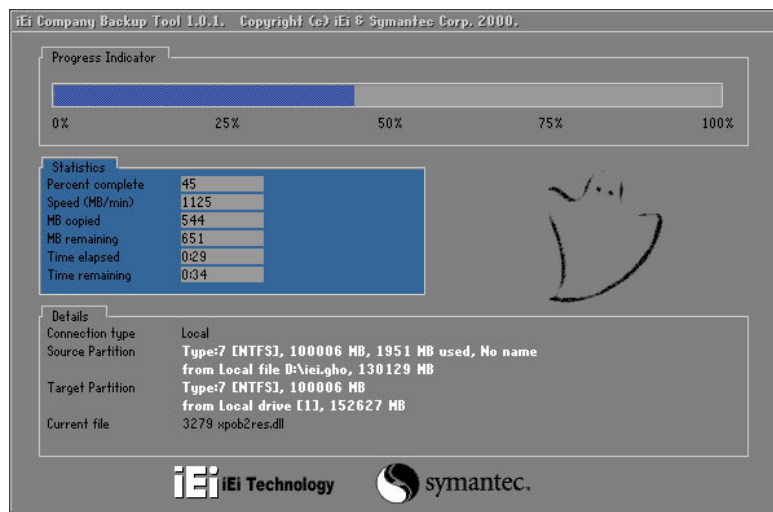 iEi Company Backup Tool 1.0.1.   Copyright (c) iEi & Symantec Corp. 2000.
Progress Indicator
0% 25% 50% 75% 100%
Statistics
Percent complete 45
Speed (MB/min) 1125
MB copied 544
MB remaining 651
Time elapsed 0:29
Time remaining 0:34
Details
Connection type Local
Source Partition Type:7 [NTFS], 100006 MB, 1951 MB used, No name
from Local file D:\iei.gho, 130129 MB
Target Partition Type:7 [NTFS], 100006 MB
from Local drive [1], 152627 MB
Current file 3279 xpob2res.dll
iEi iEi Technology symantec.